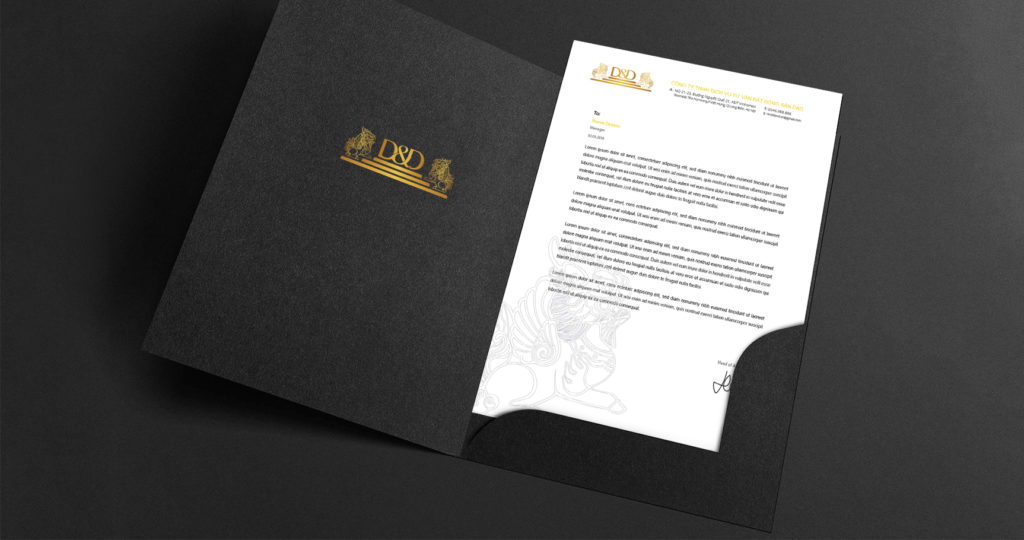 D&D
D&D
CÔNG TY TNHH DỊCH VỤ TƯ VẤN BẤT ĐỘNG SẢN D&D
To:
Manager
Lorem ipsum dolor sit amet, consectetuer adipiscing elit, sed diam nonummy nibh euismod tincidunt ut laoreet
dolore magna aliquam erat volutpat. Ut wisi enim ad minim veniam, quis nostrud exerci tation ullamcorper suscipit
lobortis nisl ut aliquip ex ea commodo consequat. Duis autem vel eum iriure dolor in hendrerit in vulputate velit esse
molestie consequat, vel illum dolore eu feugiat nulla facilisis at vero eros et accumsan et iusto odio dignissim qui
blandit praesent luptatum zzril delenit augue duis dolore te feugait nulla facilisi.
Lorem ipsum dolor sit amet, cons ectetuer adipiscing elit, sed diam nonummy nibh euismod tincidunt ut laoreet
dolore magna aliquam erat volutpat. Ut wisi enim ad minim veniam, quis nostrud exerci tation ullamcorper suscipit
lobortis nisl ut aliquip ex ea commodo consequat.
Lorem ipsum dolor sit amet, consectetuer adipiscing elit, sed diam nonummy nibh euismod tincidunt ut laoreet
dolore magna aliquam erat volutpat. Ut wisi enim ad minim veniam, quis nostrud exerci tation ullamcorper suscipit
lobortis nisl ut aliquip ex ea commodo consequat. Duis autem vel eum iriure dolor in hendrerit in vulputate velit esse
molestie consequat, vel illum dolore eu feugiat nulla facilisis at vero eros et accumsan et iusto odio dignissim qui
blandit praesent luptatum zzril delenit augue duis dolore te feugait nulla facilisi.
Lorem ipsum dolor sit amet, cons ectetuer adipiscing elit, sed diam nonummy nibh euismod tincidunt ut laoreet
dolore magna aliquam erat volutpat. Ut wisi enim ad minim veniam, quis nostrud exerci tation ullamcorper suscipit
lobortis nisl ut aliquip ex ea commodo consequat.
Head of